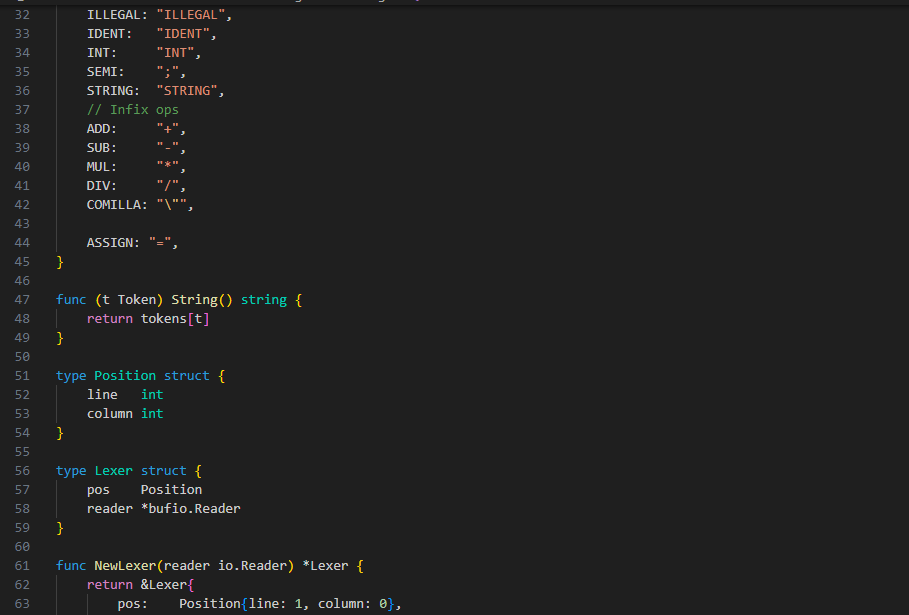 32 ILLEGAL: "ILLEGAL",
33 IDENT: "IDENT",
34 INT: "INT",
35 SEMI: ";",
36 STRING: "STRING",
37 // Infix ops
38 ADD: "+",
39 SUB: "-",
40 MUL: "*",
41 DIV: "/",
42 COMILLA: "\"",
43
44 ASSIGN: "=",
45 }
46
47 func (t Token) String() string {
48 return tokens[t]
49 }
50
51 type Position struct {
52 line int
53 column int
54 }
55
56 type Lexer struct {
57 pos Position
58 reader *bufio.Reader
59 }
60
61 func NewLexer(reader io.Reader) *Lexer {
62 return &Lexer{
63 pos: Position{line: 1, column: 0},